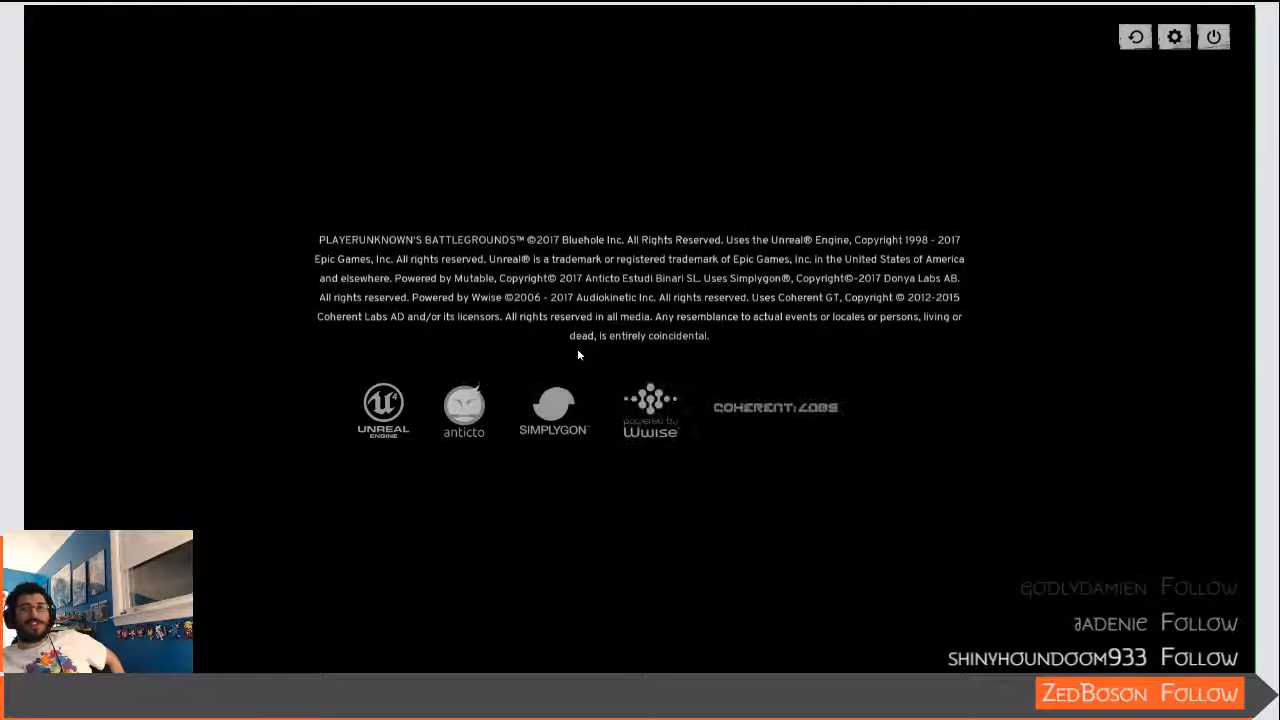 PLAYERUNKNOWN'S BATTLEGROUNDS™ ©2017 Bluehole Inc. All Rights Reserved. Uses the Unreal® Engine, Copyright 1998 - 2017
Epic Games, Inc. All rights reserved. Unreal® is a trademark or registered trademark of Epic Games, Inc. in the United States of America
and elsewhere. Powered by Mutable, Copyright© 2017 Anticto Estudi Binari SL. Uses Simplygon®, Copyright©-2017 Donya Labs AB.
All rights reserved. Powered by Wwise ©2006 - 2017 Audiokinetic Inc. All rights reserved. Uses Coherent GT, Copyright © 2012-2015
Coherent Labs AD and/or its licensors. All rights reserved in all media. Any resemblance to actual events or locales or persons, living or
dead, is entirely coincidental.
UNREAL
ENGINE
anticto
SIMPLYGON™
powered by
Wwise
COHERENT:LABS
GODLYDAMIEN FOLLOW
JADENIE FOLLOW
SHINYHOUNDOOM933 FOLLOW
ZEDBOSON FOLLOW